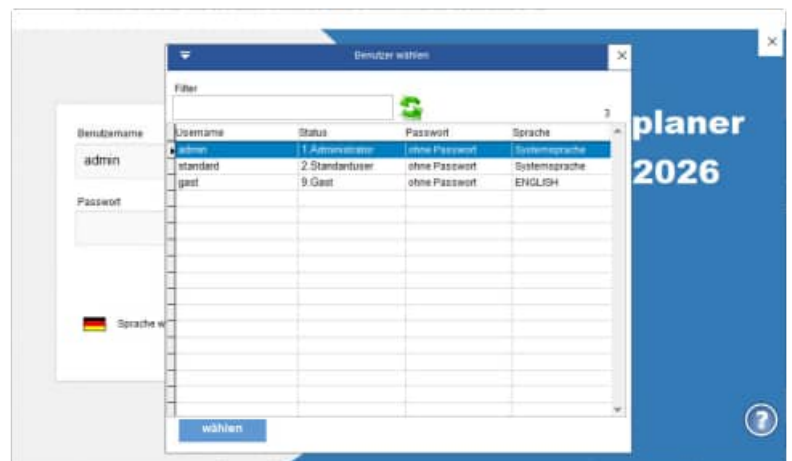 Benutzer wählen
Filter
3
Username Status Passwort Sprache
admin 1.Administrator ohne Passwort Systemsprache
standard 2.Standarduser ohne Passwort Systemsprache
gast 9.Gast ohne Passwort ENGLISH
wählen
Benutzername
admin
Passwort
Sprache w
planer
2026
?